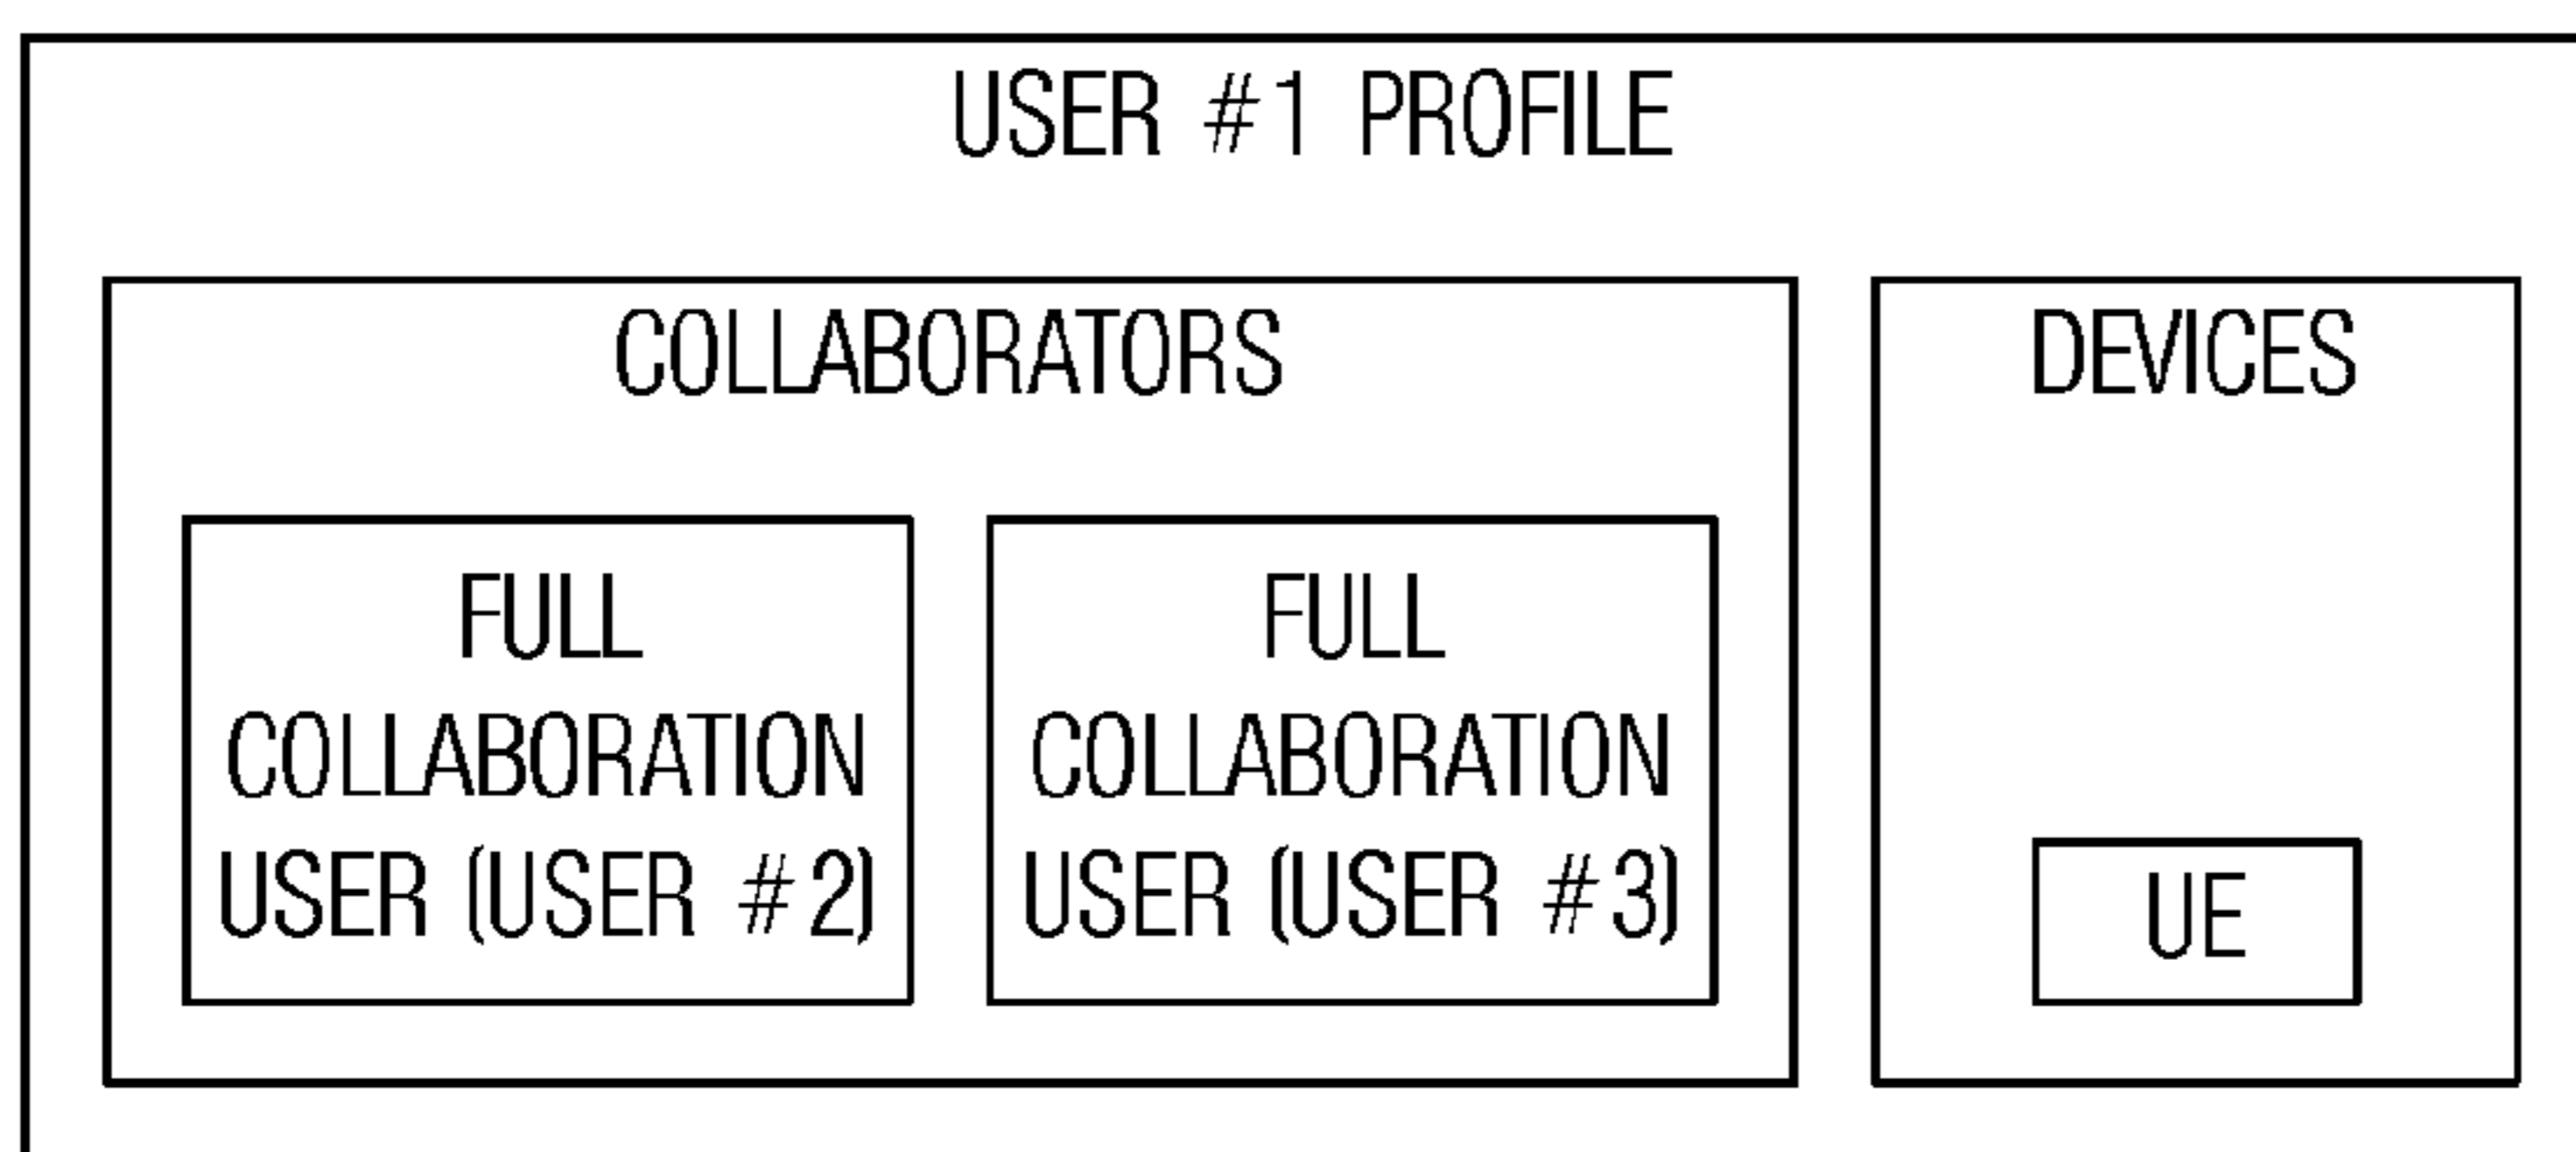 USER #1 PROFILE
COLLABORATORS
FULL
COLLABORATION
USER (USER #2)
FULL
COLLABORATION
USER (USER #3)
DEVICES
UE